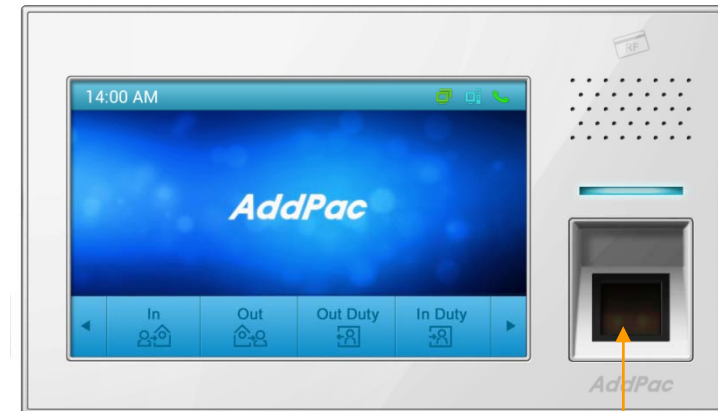 RF
14:00 AM
AddPac
In
Out
Out Duty
In Duty
AddPac